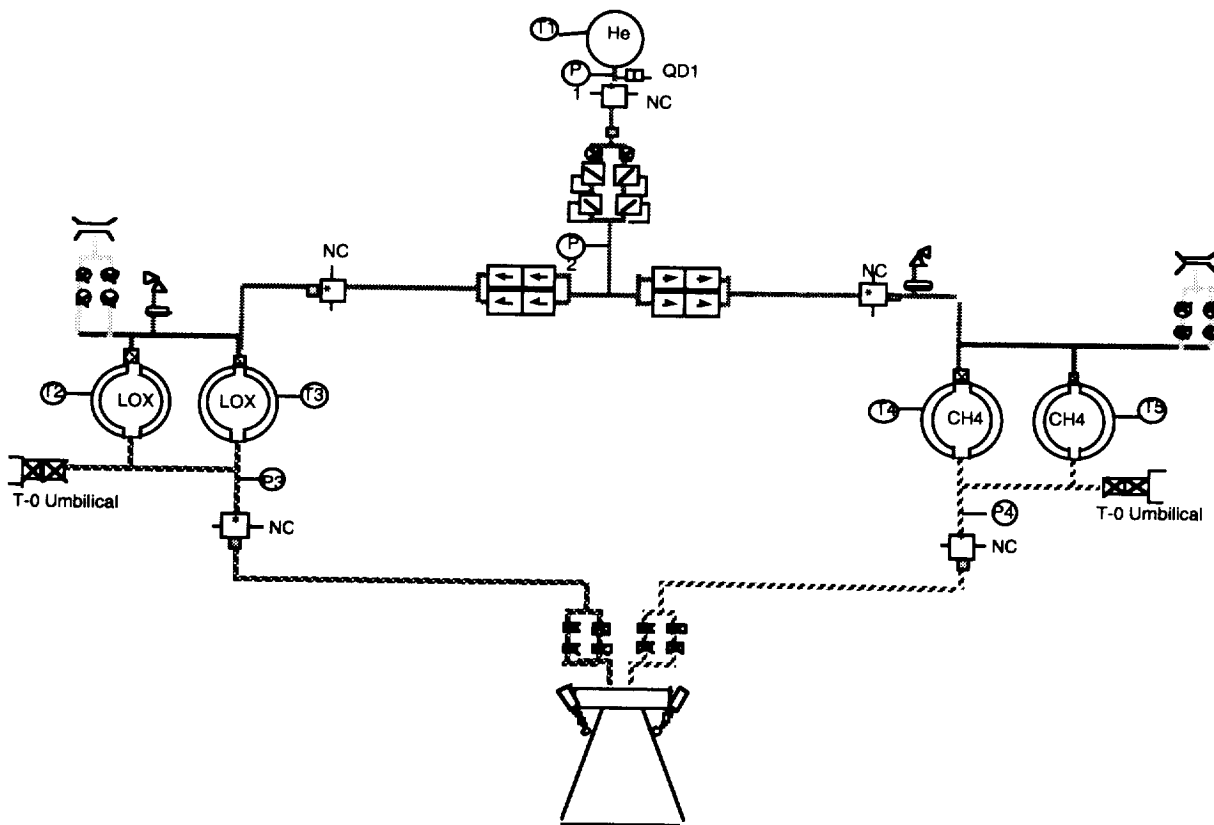 T1
He
P
1
QD1
NC
P
2
NC
NC
T2
LOX
LOX
T3
T4
CH4
CH4
T5
T-0 Umbilical
P3
NC
T-0 Umbilical
P4
NC